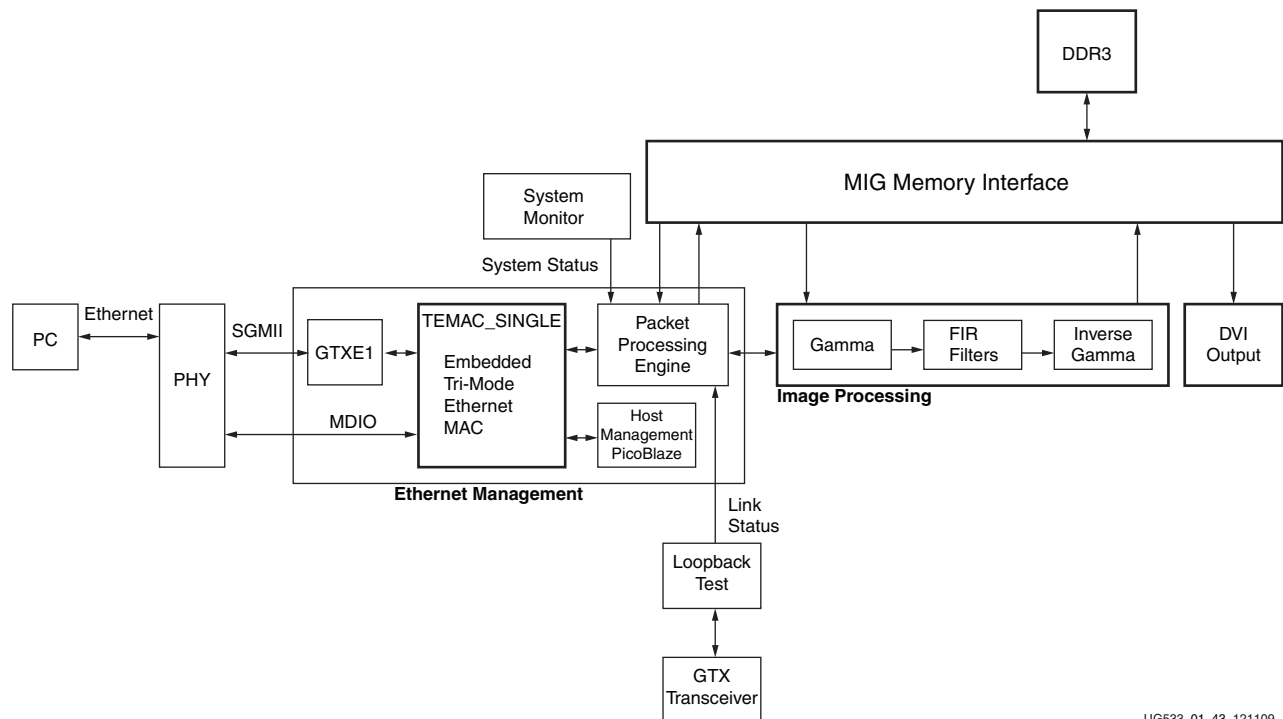 DDR3
MIG Memory Interface
System
Monitor
System Status
Ethernet
PC
PHY
SGMII
MDIO
GTXE1
TEMAC_SINGLE
Embedded
Tri-Mode
Ethernet
MAC
Packet
Processing
Engine
Host
Management
PicoBlaze
Ethernet Management
Gamma
FIR
Filters
Inverse
Gamma
Image Processing
DVI
Output
Link
Status
Loopback
Test
GTX
Transceiver
UG533_01_43_121109